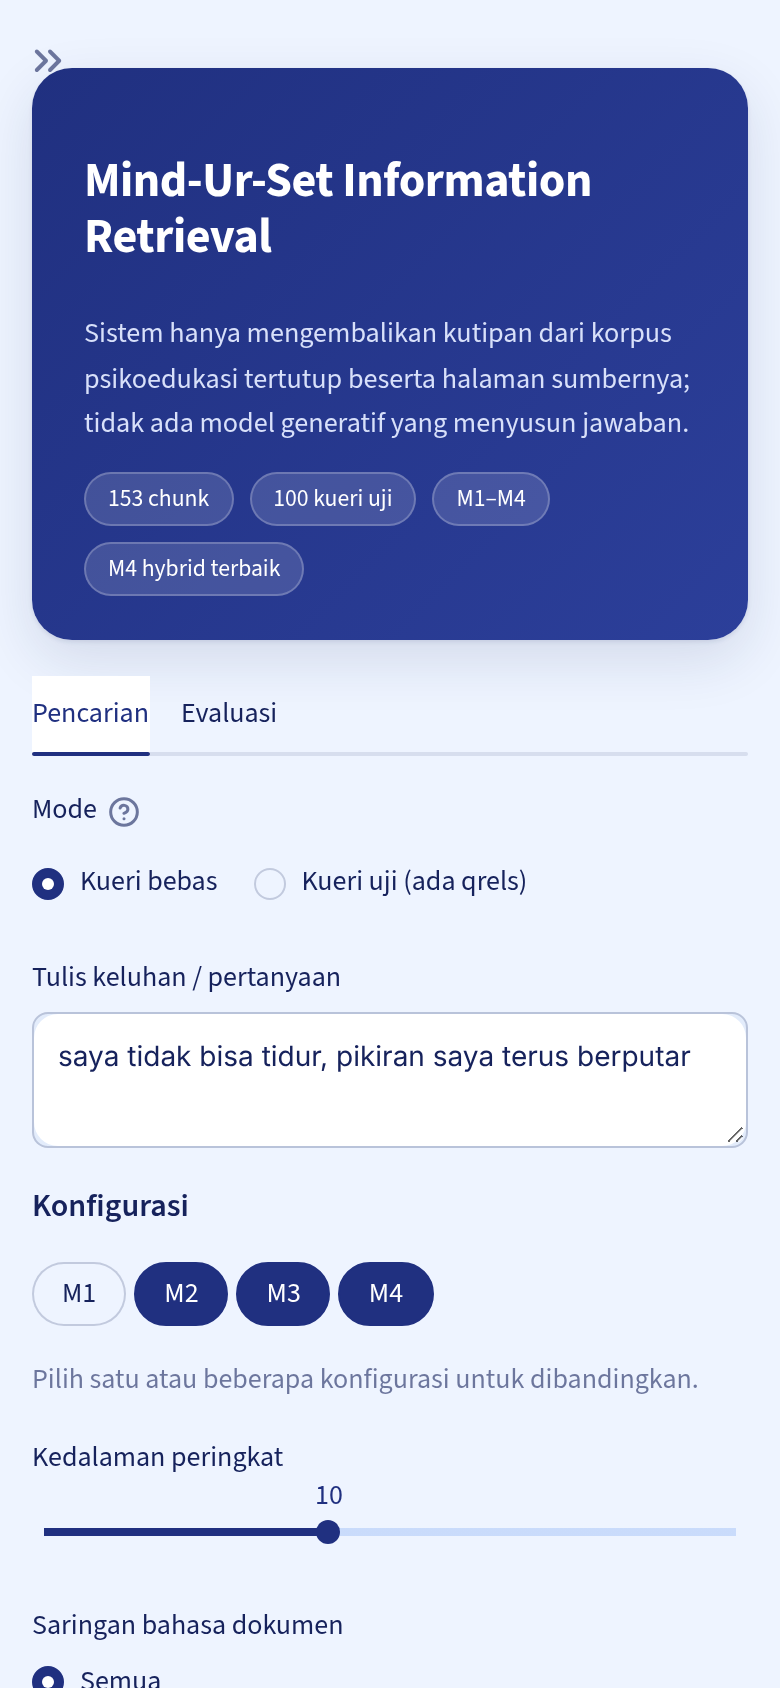 Mind-Ur-Set Information
Retrieval
Sistem hanya mengembalikan kutipan dari korpus
psikoedukasi tertutup beserta halaman sumbernya;
tidak ada model generatif yang menyusun jawaban.
153 chunk
100 kueri uji
M1–M4
M4 hybrid terbaik
Pencarian
Evaluasi
Mode
Kueri bebas
Kueri uji (ada qrels)
Tulis keluhan / pertanyaan
saya tidak bisa tidur, pikiran saya terus berputar
Konfigurasi
M1
M2
M3
M4
Pilih satu atau beberapa konfigurasi untuk dibandingkan.
Kedalaman peringkat
10
Saringan bahasa dokumen
Semua